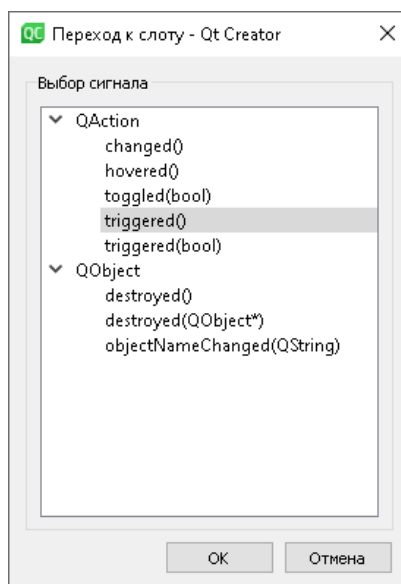 QC Переход к слоту - Qt Creator
Выбор сигнала
QAction
changed()
hovered()
toggled(bool)
triggered()
triggered(bool)
QObject
destroyed()
destroyed(QObject*)
objectNameChanged(QString)
OK Отмена